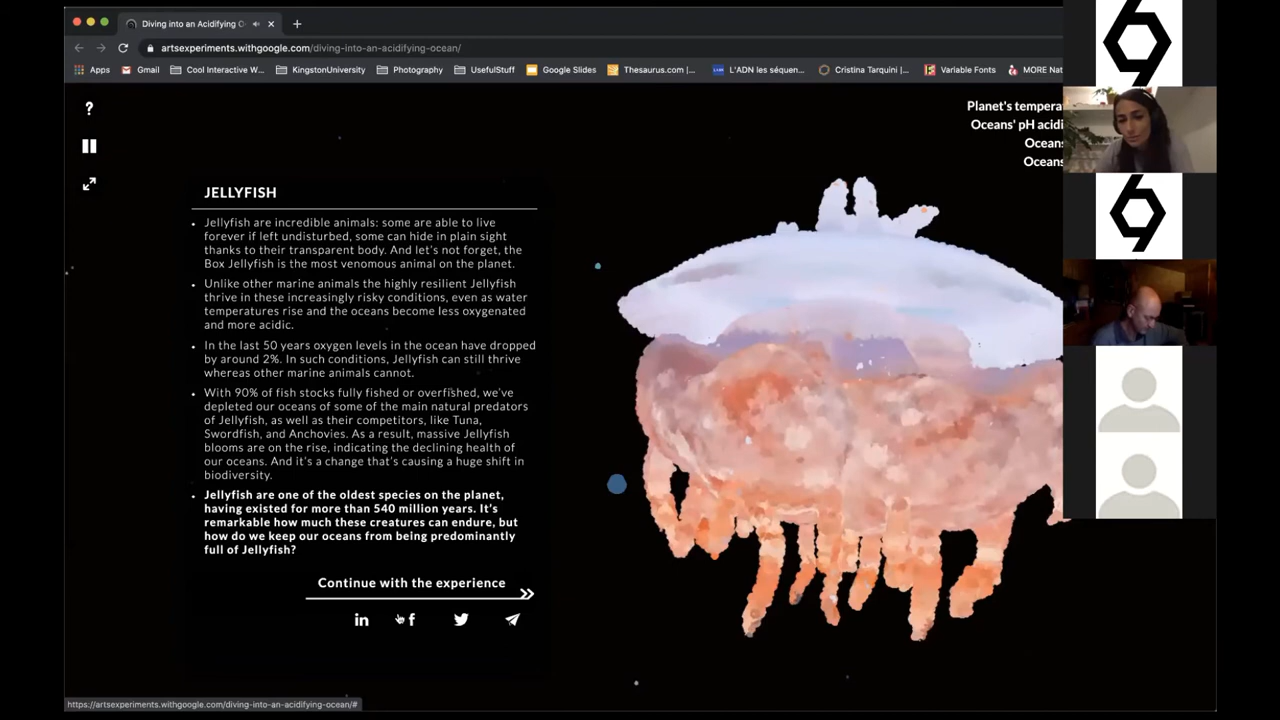 Diving into an Acidifying O
artsexperiments.withgoogle.com/diving-into-an-acidifying-ocean/
Apps Gmail Cool Interactive W... KingstonUniversity Photography UsefulStuff Google Slides Thesaurus.com |... L'ADN les séquen... Cristina Tarquini |... Variable Fonts MORE Nat
?
Planet's tempera
Oceans' pH acidi
Ocean
Ocean
JELLYFISH
Jellyfish are incredible animals: some are able to live
forever if left undisturbed, some can hide in plain sight
thanks to their transparent body. And let's not forget, the
Box Jellyfish is the most venomous animal on the planet.
Unlike other marine animals the highly resilient Jellyfish
thrive in these increasingly risky conditions, even as water
temperatures rise and the oceans become less oxygenated
and more acidic.
In the last 50 years oxygen levels in the ocean have dropped
by around 2%. In such conditions, Jellyfish can still thrive
whereas other marine animals cannot.
With 90% of fish stocks fully fished or overfished, we've
depleted our oceans of some of the main natural predators
of Jellyfish, as well as their competitors, like Tuna,
Swordfish, and Anchovies. As a result, massive Jellyfish
blooms are on the rise, indicating the declining health of
our oceans. And it's a change that's causing a huge shift in
biodiversity.
Jellyfish are one of the oldest species on the planet,
having existed for more than 540 million years. It's
remarkable how much these creatures can endure, but
how do we keep our oceans from being predominantly
full of Jellyfish?
Continue with the experience
in f
https://artsexperiments.withgoogle.com/diving-into-an-acidifying-ocean/#